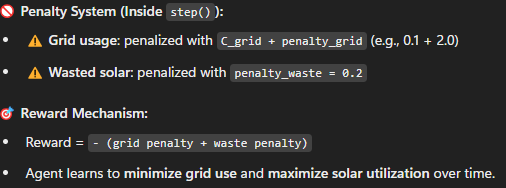 🚫 Penalty System (Inside step()):
• ⚠️ Grid usage: penalized with C_grid + penalty_grid (e.g., 0.1 + 2.0)
• ⚠️ Wasted solar: penalized with penalty_waste = 0.2
🎯 Reward Mechanism:
• Reward = - (grid penalty + waste penalty)
• Agent learns to minimize grid use and maximize solar utilization over time.